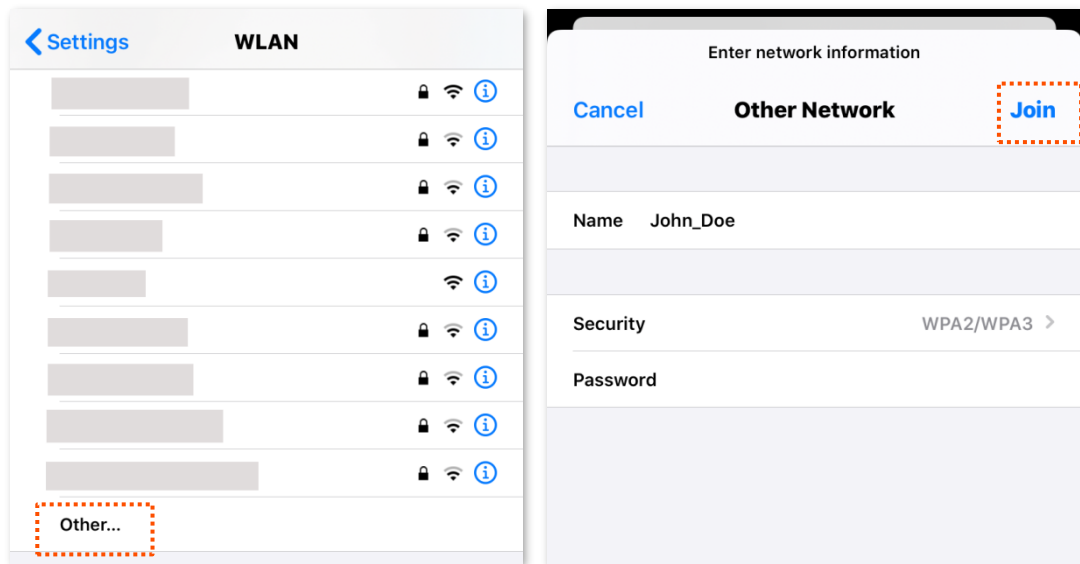 Settings
WLAN
Other...
Enter network information
Cancel
Other Network
Join
Name John_Doe
Security WPA2/WPA3
Password